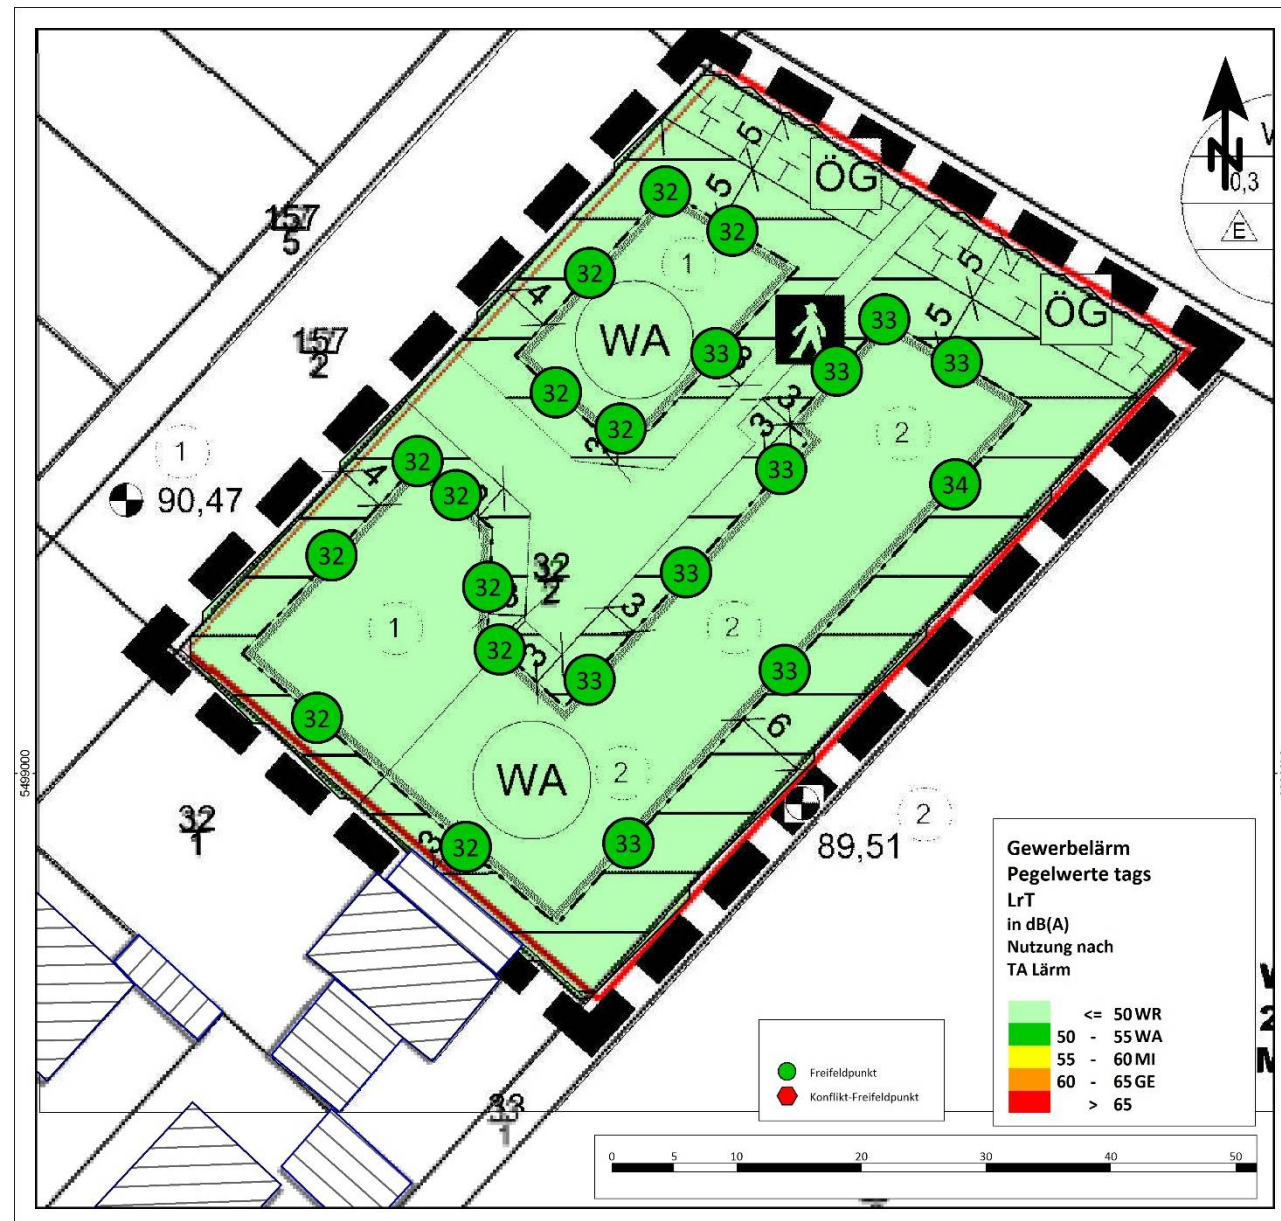 N
0,3
E
5
ÖG
5
32
32
1
157
5
32
4
WA
5
ÖG
5
33
33
33
33
157
2
3
3
32
32
2
1
90,47
32
4
32
33
34
32
32
32
2
33
3
1
2
32
3
33
33
32
6
5499000
WA
2
32
1
3
32
33
89,51
2
Gewerbelärm
Pegelwerte tags
LrT
in dB(A)
Nutzung nach
TA Lärm
<= 50 WR
50 - 55 WA
55 - 60 MI
60 - 65 GE
> 65
Freifeldpunkt
Konflikt-Freifeldpunkt
33
1
0 5 10 20 30 40 50